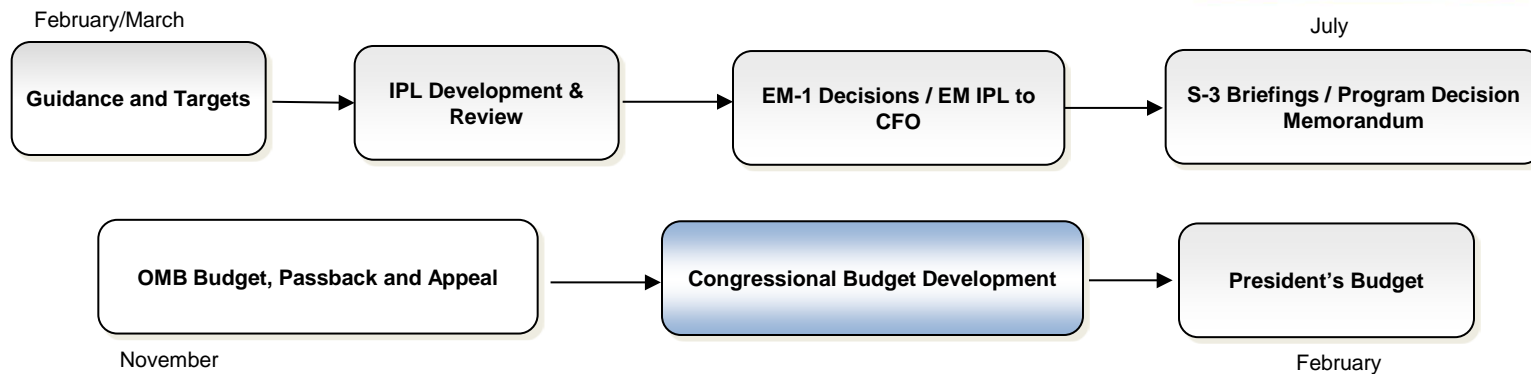 February/March
July
Guidance and Targets
IPL Development &
Review
EM-1 Decisions / EM IPL to
CFO
S-3 Briefings / Program Decision
Memorandum
OMB Budget, Passback and Appeal
Congressional Budget Development
President’s Budget
November
February